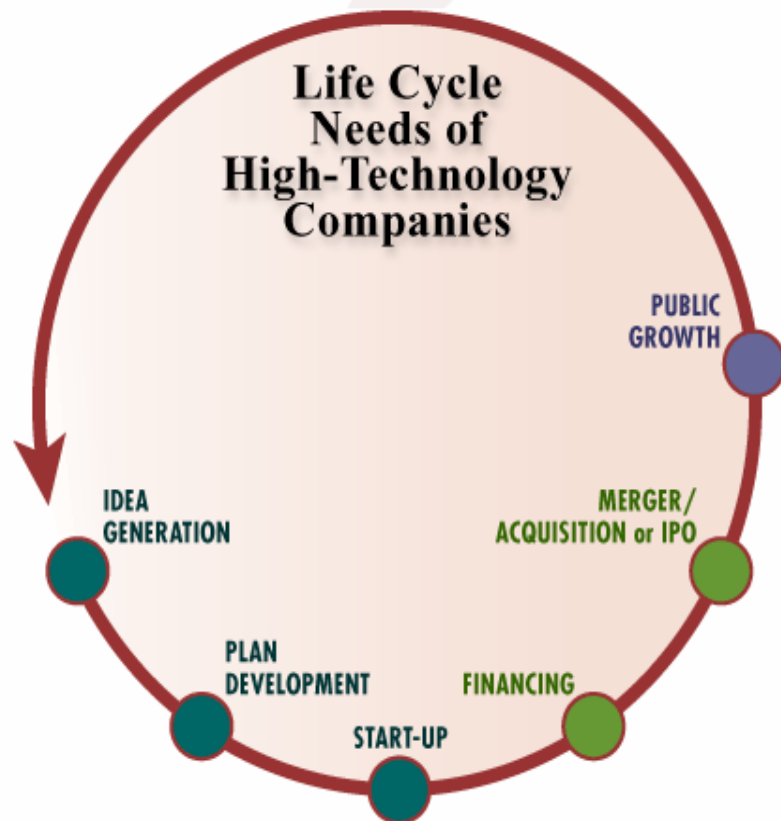 Life Cycle
Needs of
High-Technology
Companies
PUBLIC
GROWTH
MERGER/
ACQUISITION or IPO
IDEA
GENERATION
PLAN
DEVELOPMENT
FINANCING
START-UP